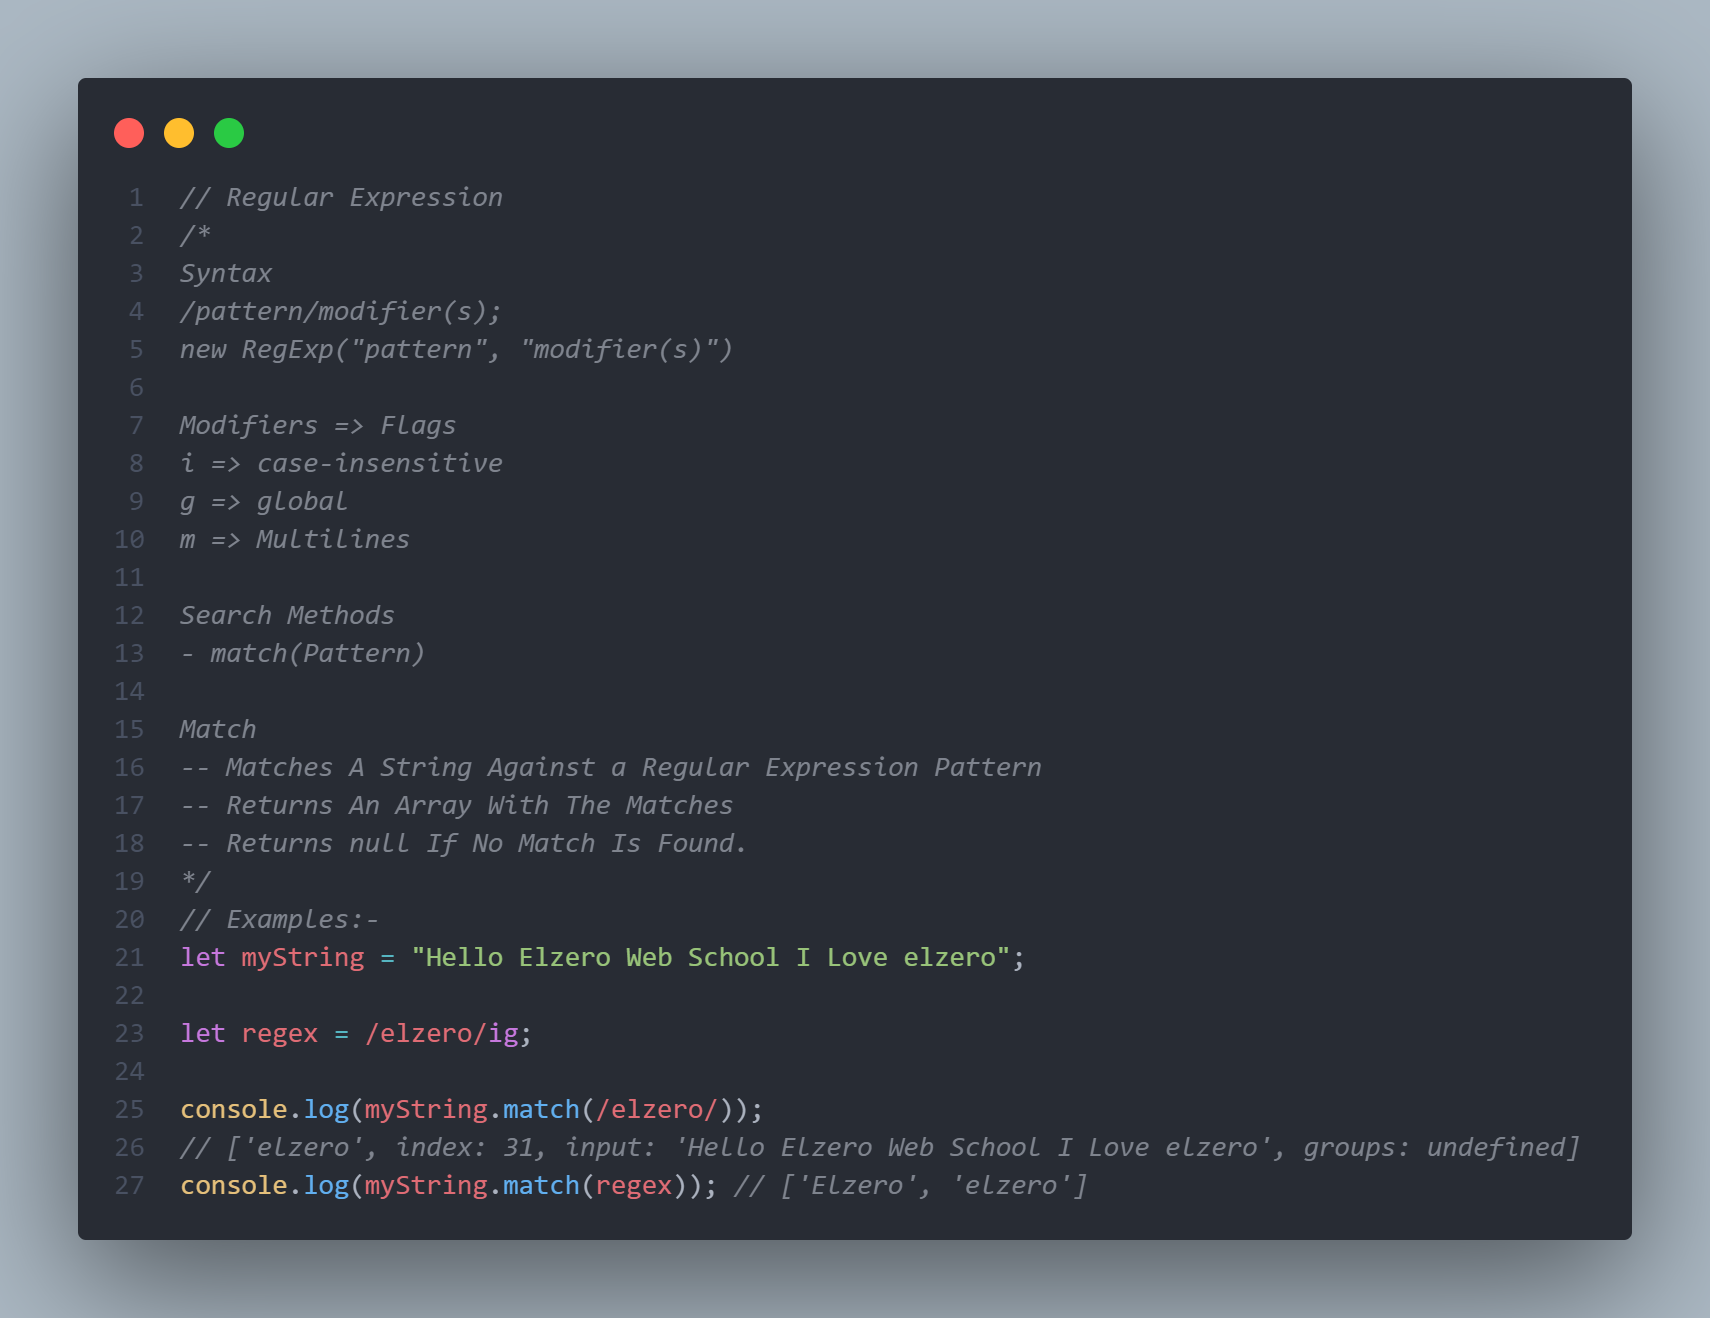 1 // Regular Expression
2 /*
3 Syntax
4 /pattern/modifier(s);
5 new RegExp("pattern", "modifier(s)")
6
7 Modifiers => Flags
8 i => case-insensitive
9 g => global
10 m => Multilines
11
12 Search Methods
13 - match(Pattern)
14
15 Match
16 -- Matches A String Against a Regular Expression Pattern
17 -- Returns An Array With The Matches
18 -- Returns null If No Match Is Found.
19 */
20 // Examples:-
21 let myString = "Hello Elzero Web School I Love elzero";
22
23 let regex = /elzero/ig;
24
25 console.log(myString.match(/elzero/));
26 // ['elzero', index: 31, input: 'Hello Elzero Web School I Love elzero', groups: undefined]
27 console.log(myString.match(regex)); // ['Elzero', 'elzero']